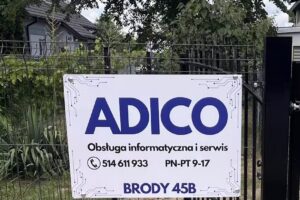 ADICO
Obsługa informatyczna i serwis
514 611 933 PN-PT 9-17
BRODY 45B